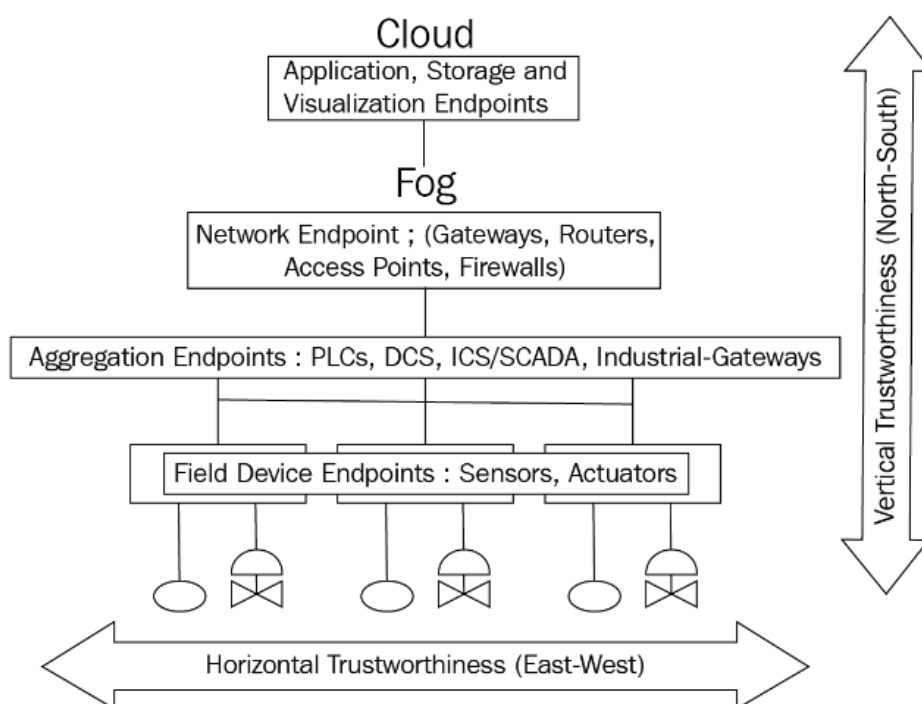 Cloud
Application, Storage and
Visualization Endpoints
Fog
Network Endpoint ; (Gateways, Routers,
Access Points, Firewalls)
Aggregation Endpoints : PLCs, DCS, ICS/SCADA, Industrial-Gateways
Field Device Endpoints : Sensors, Actuators
Horizontal Trustworthiness (East-West)
Vertical Trustworthiness (North-South)